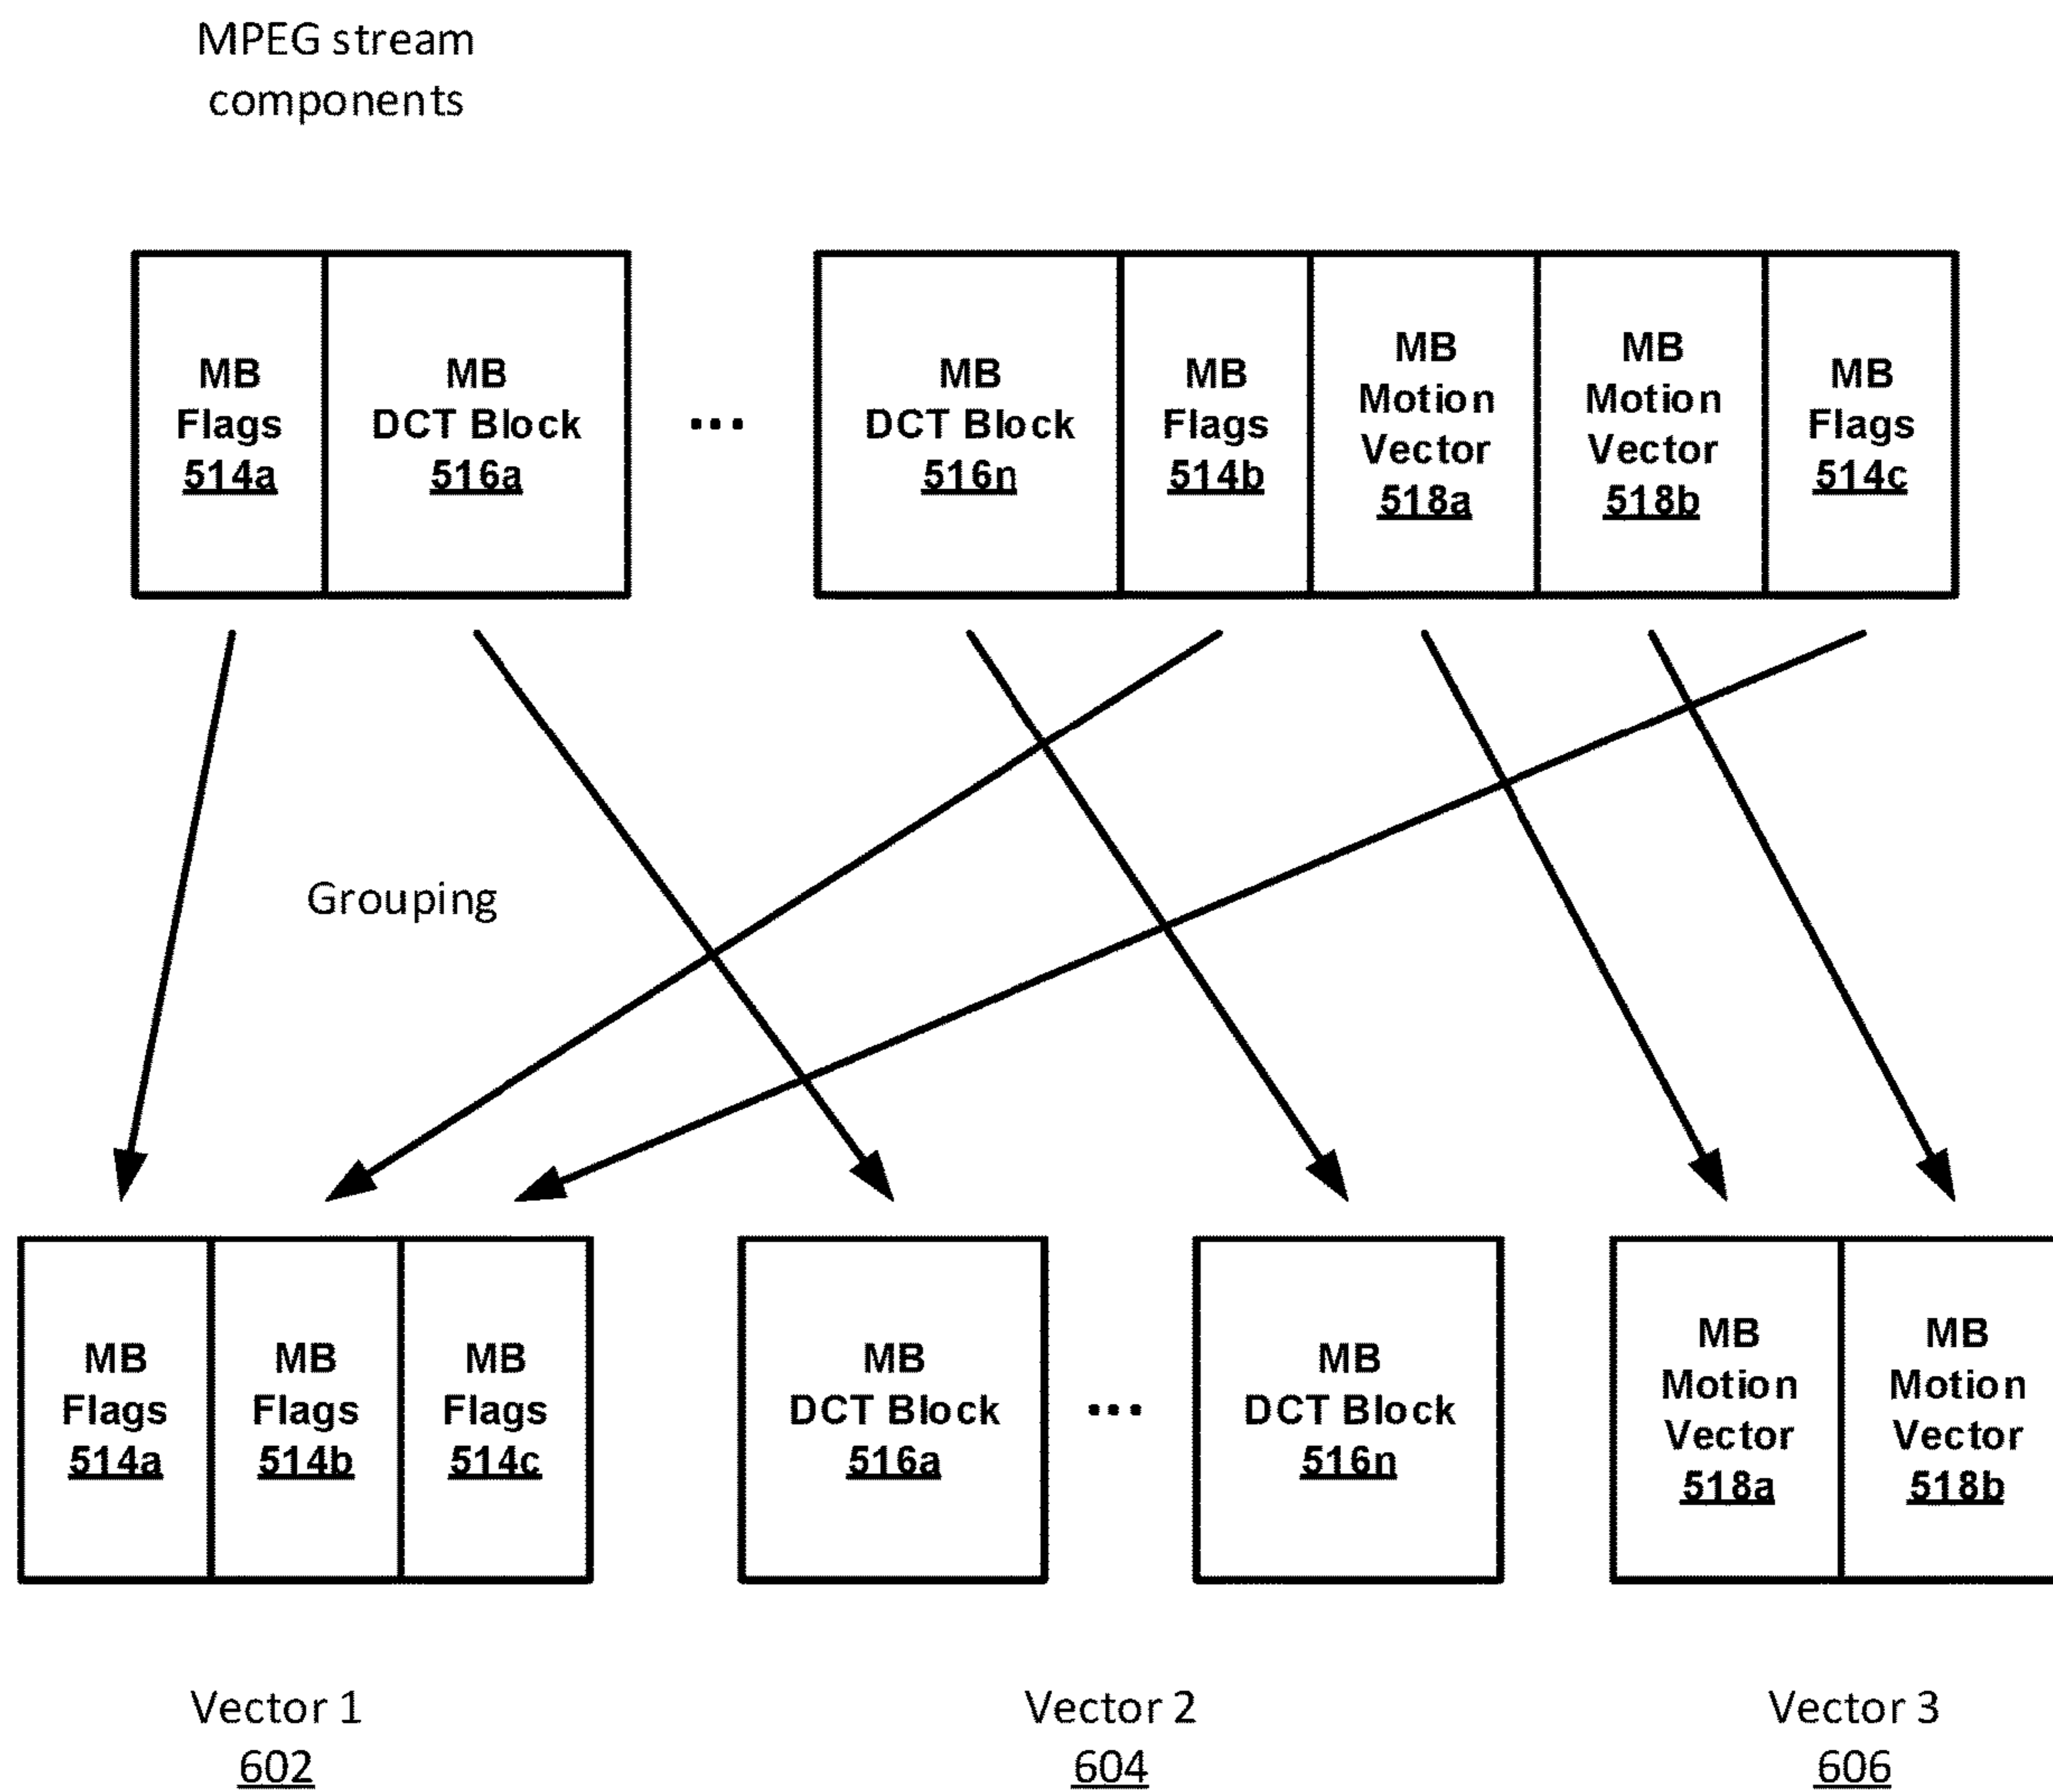 MPEG stream
components
MB
Flags
514a
MB
DCT Block
516a
...
MB
DCT Block
516n
MB
Flags
514b
MB
Motion
Vector
518a
MB
Motion
Vector
518b
MB
Flags
514c
Grouping
MB
Flags
514a
MB
Flags
514b
MB
Flags
514c
MB
DCT Block
516a
...
MB
DCT Block
516n
MB
Motion
Vector
518a
MB
Motion
Vector
518b
Vector 1
602
Vector 2
604
Vector 3
606